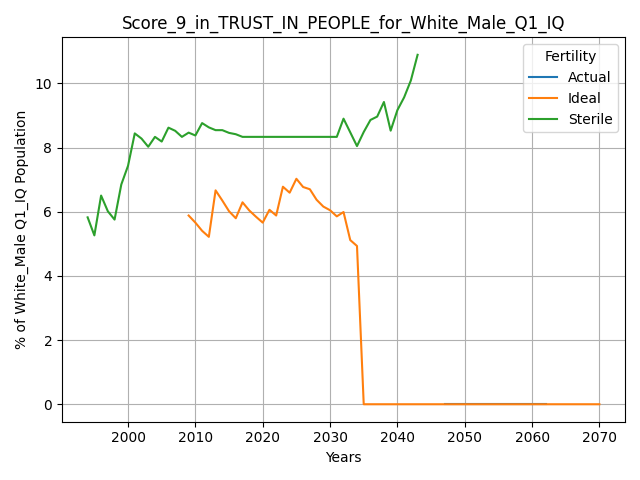 Score_9_in_TRUST_IN_PEOPLE_for_White_Male_Q1_IQ
Fertility
Actual
Ideal
Sterile
% of White_Male Q1_IQ Population
10
8
6
4
2
0
2000 2010 2020 2030 2040 2050 2060 2070
Years